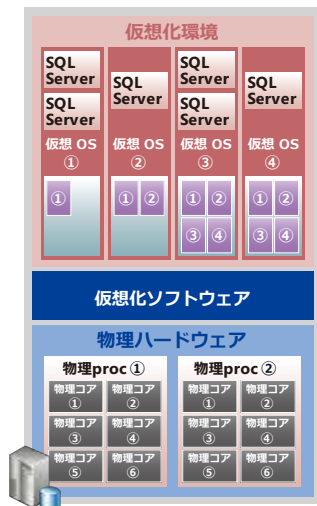 仮想化環境
SQL
Server
SQL
Server
仮想 OS
①
①
SQL
Server
仮想 OS
②
① ②
SQL
Server
SQL
Server
仮想 OS
③
① ②
③ ④
SQL
Server
仮想 OS
④
① ②
③ ④
仮想化ソフトウェア
物理ハードウェア
物理proc ①
物理コア
①
物理コア
②
物理コア
③
物理コア
④
物理コア
⑤
物理コア
⑥
物理proc ②
物理コア
①
物理コア
②
物理コア
③
物理コア
④
物理コア
⑤
物理コア
⑥